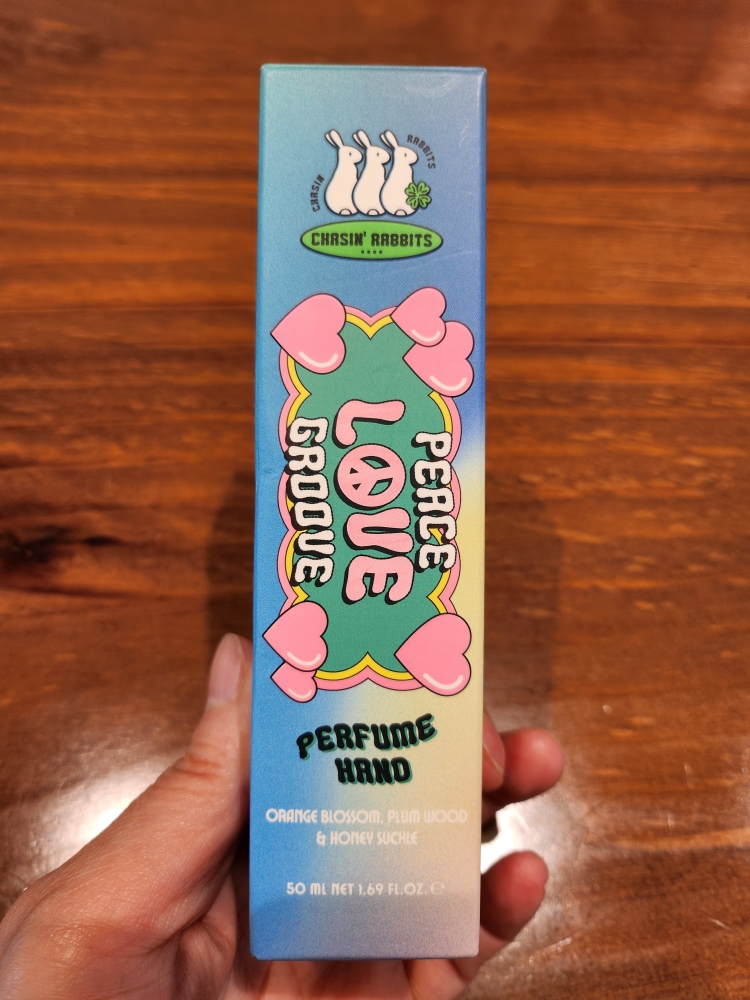 CHASIN RABBITS
CHASIN' RABBITS
PEACE
LOVE
GROOVE
PERFUME
HAND
ORANGE BLOSSOM, PLUM WOOD
& HONEY SUCKLE
50 ML NET 1.69 FL.OZ. ℮